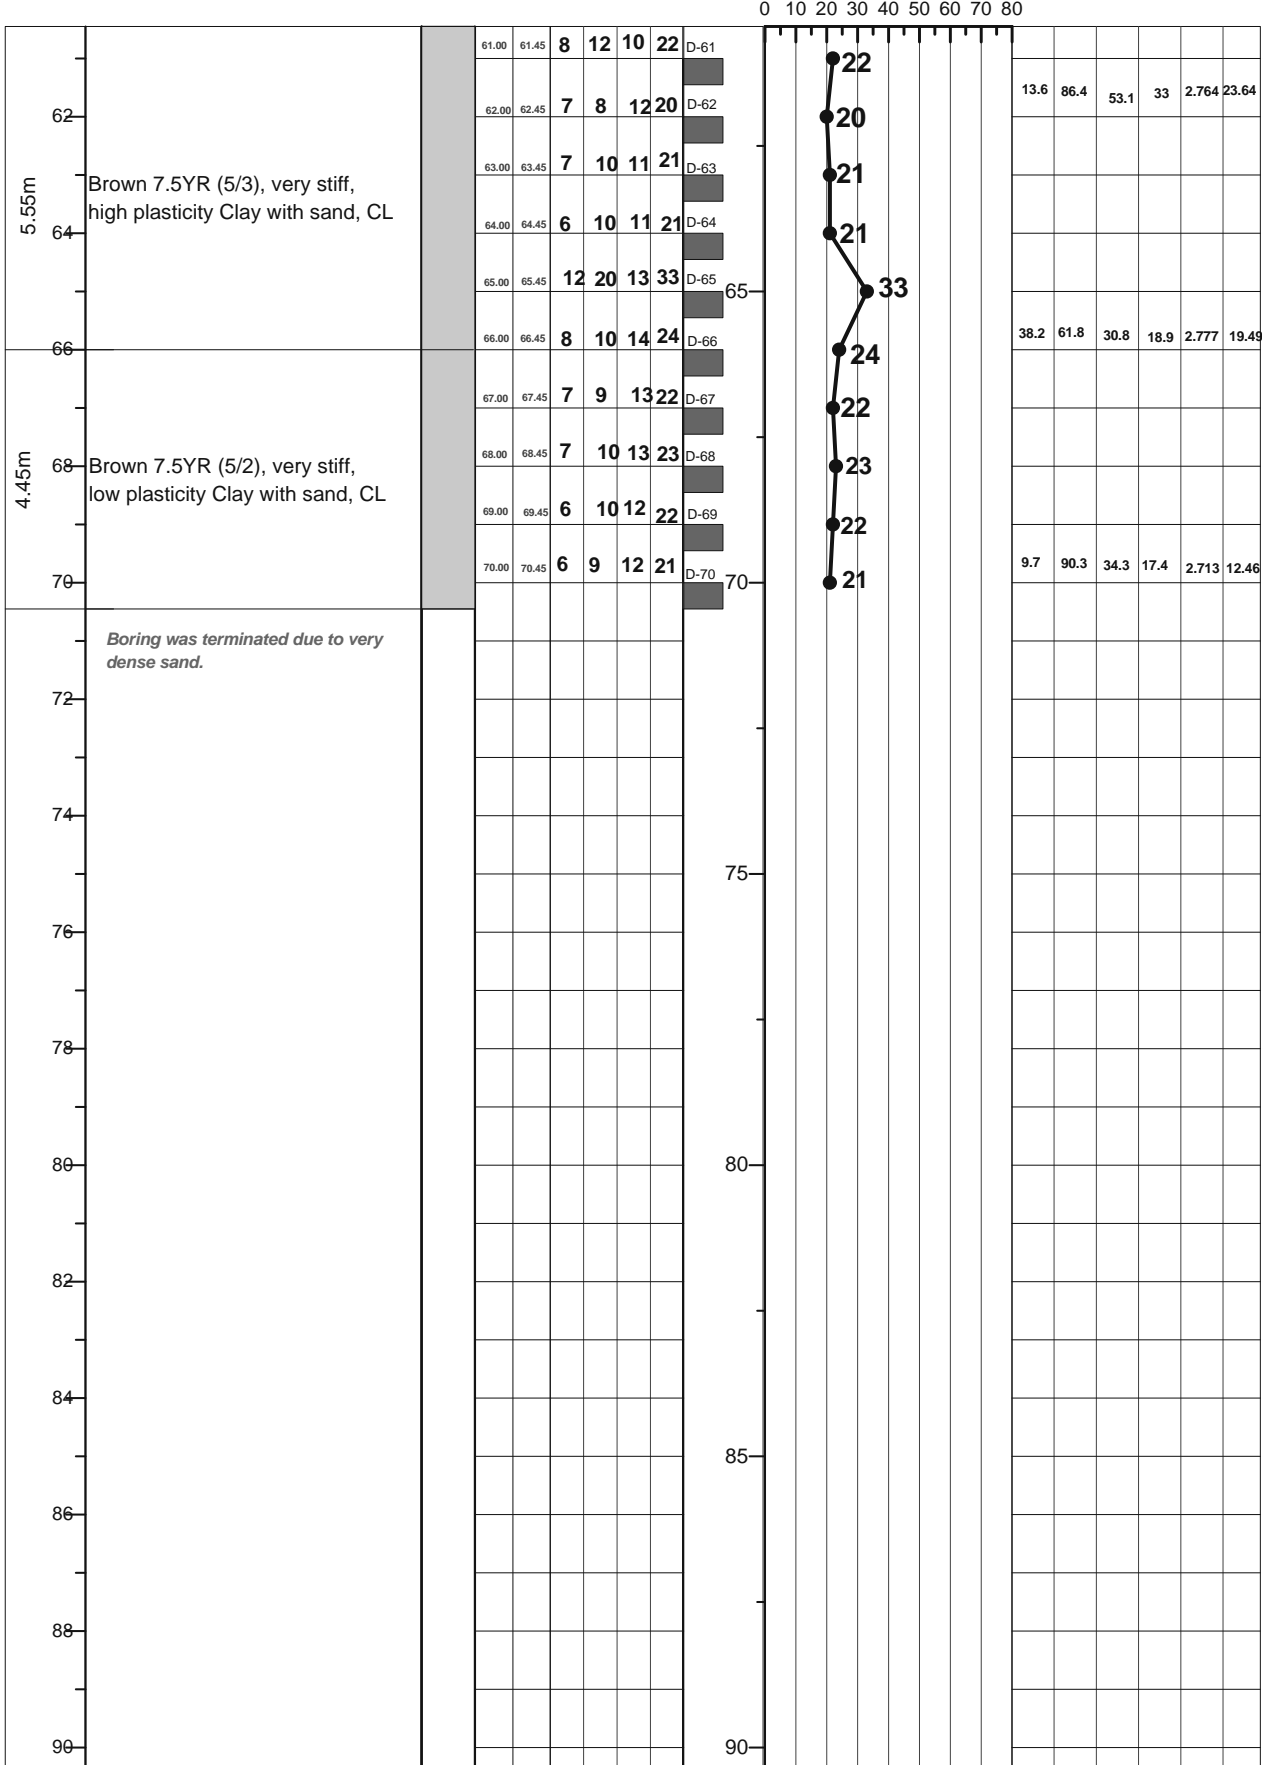 0 10 20 30 40 50 60 70 80
61.00 61.45 8 12 10 22 D-61
22
13.6 86.4 53.1 33 2.764 23.64
62
62.00 62.45 7 8 12 20 D-62
20
63.00 63.45 7 10 11 21 D-63
21
5.55m
Brown 7.5YR (5/3), very stiff,
high plasticity Clay with sand, CL
64
64.00 64.45 6 10 11 21 D-64
21
65.00 65.45 12 20 13 33 D-65
65
33
66
66.00 66.45 8 10 14 24 D-66
24
38.2 61.8 30.8 18.9 2.777 19.49
67.00 67.45 7 9 13 22 D-67
22
4.45m
68
Brown 7.5YR (5/2), very stiff,
low plasticity Clay with sand, CL
68.00 68.45 7 10 13 23 D-68
23
69.00 69.45 6 10 12 22 D-69
22
70
70.00 70.45 6 9 12 21 D-70
70
21
9.7 90.3 34.3 17.4 2.713 12.46
Boring was terminated due to very
dense sand.
72
74
75
76
78
80
80
82
84
85
86
88
90
90